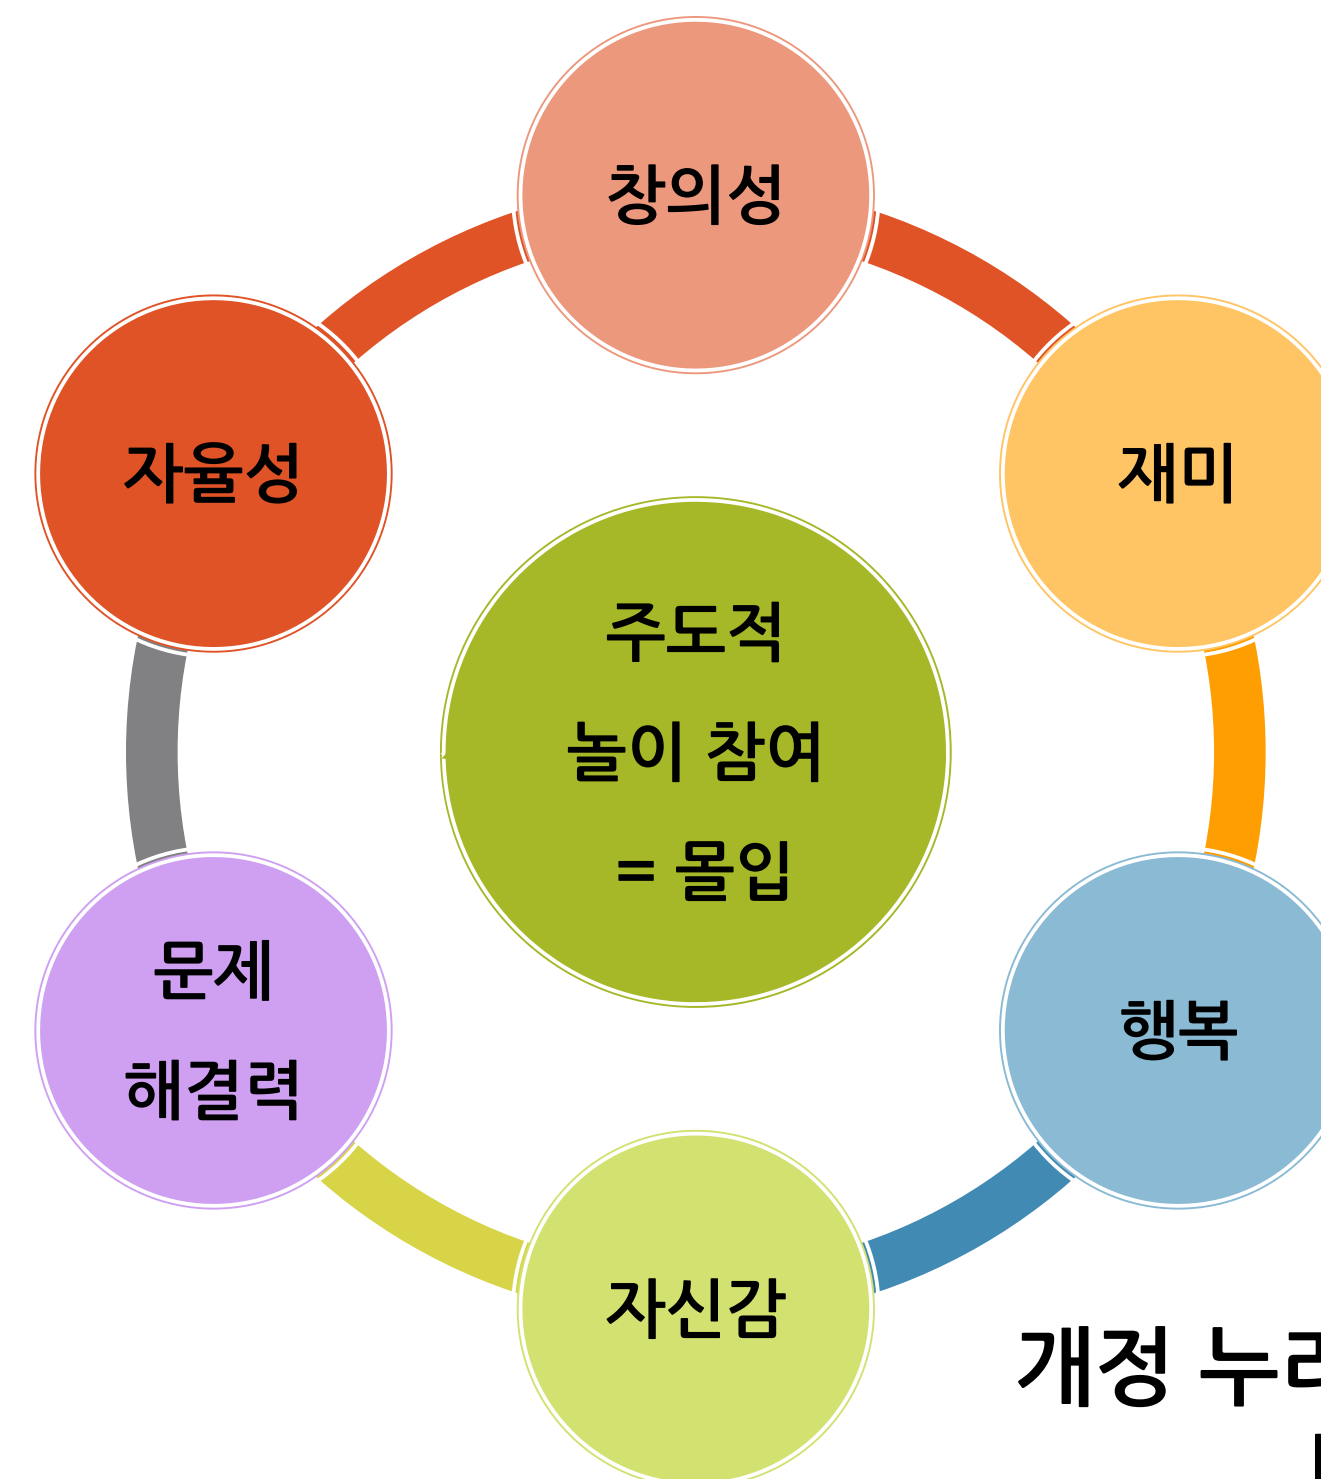 창의성
자율성
재미
주도적
놀이 참여
= 몰입
문제
해결력
행복
자신감
개정